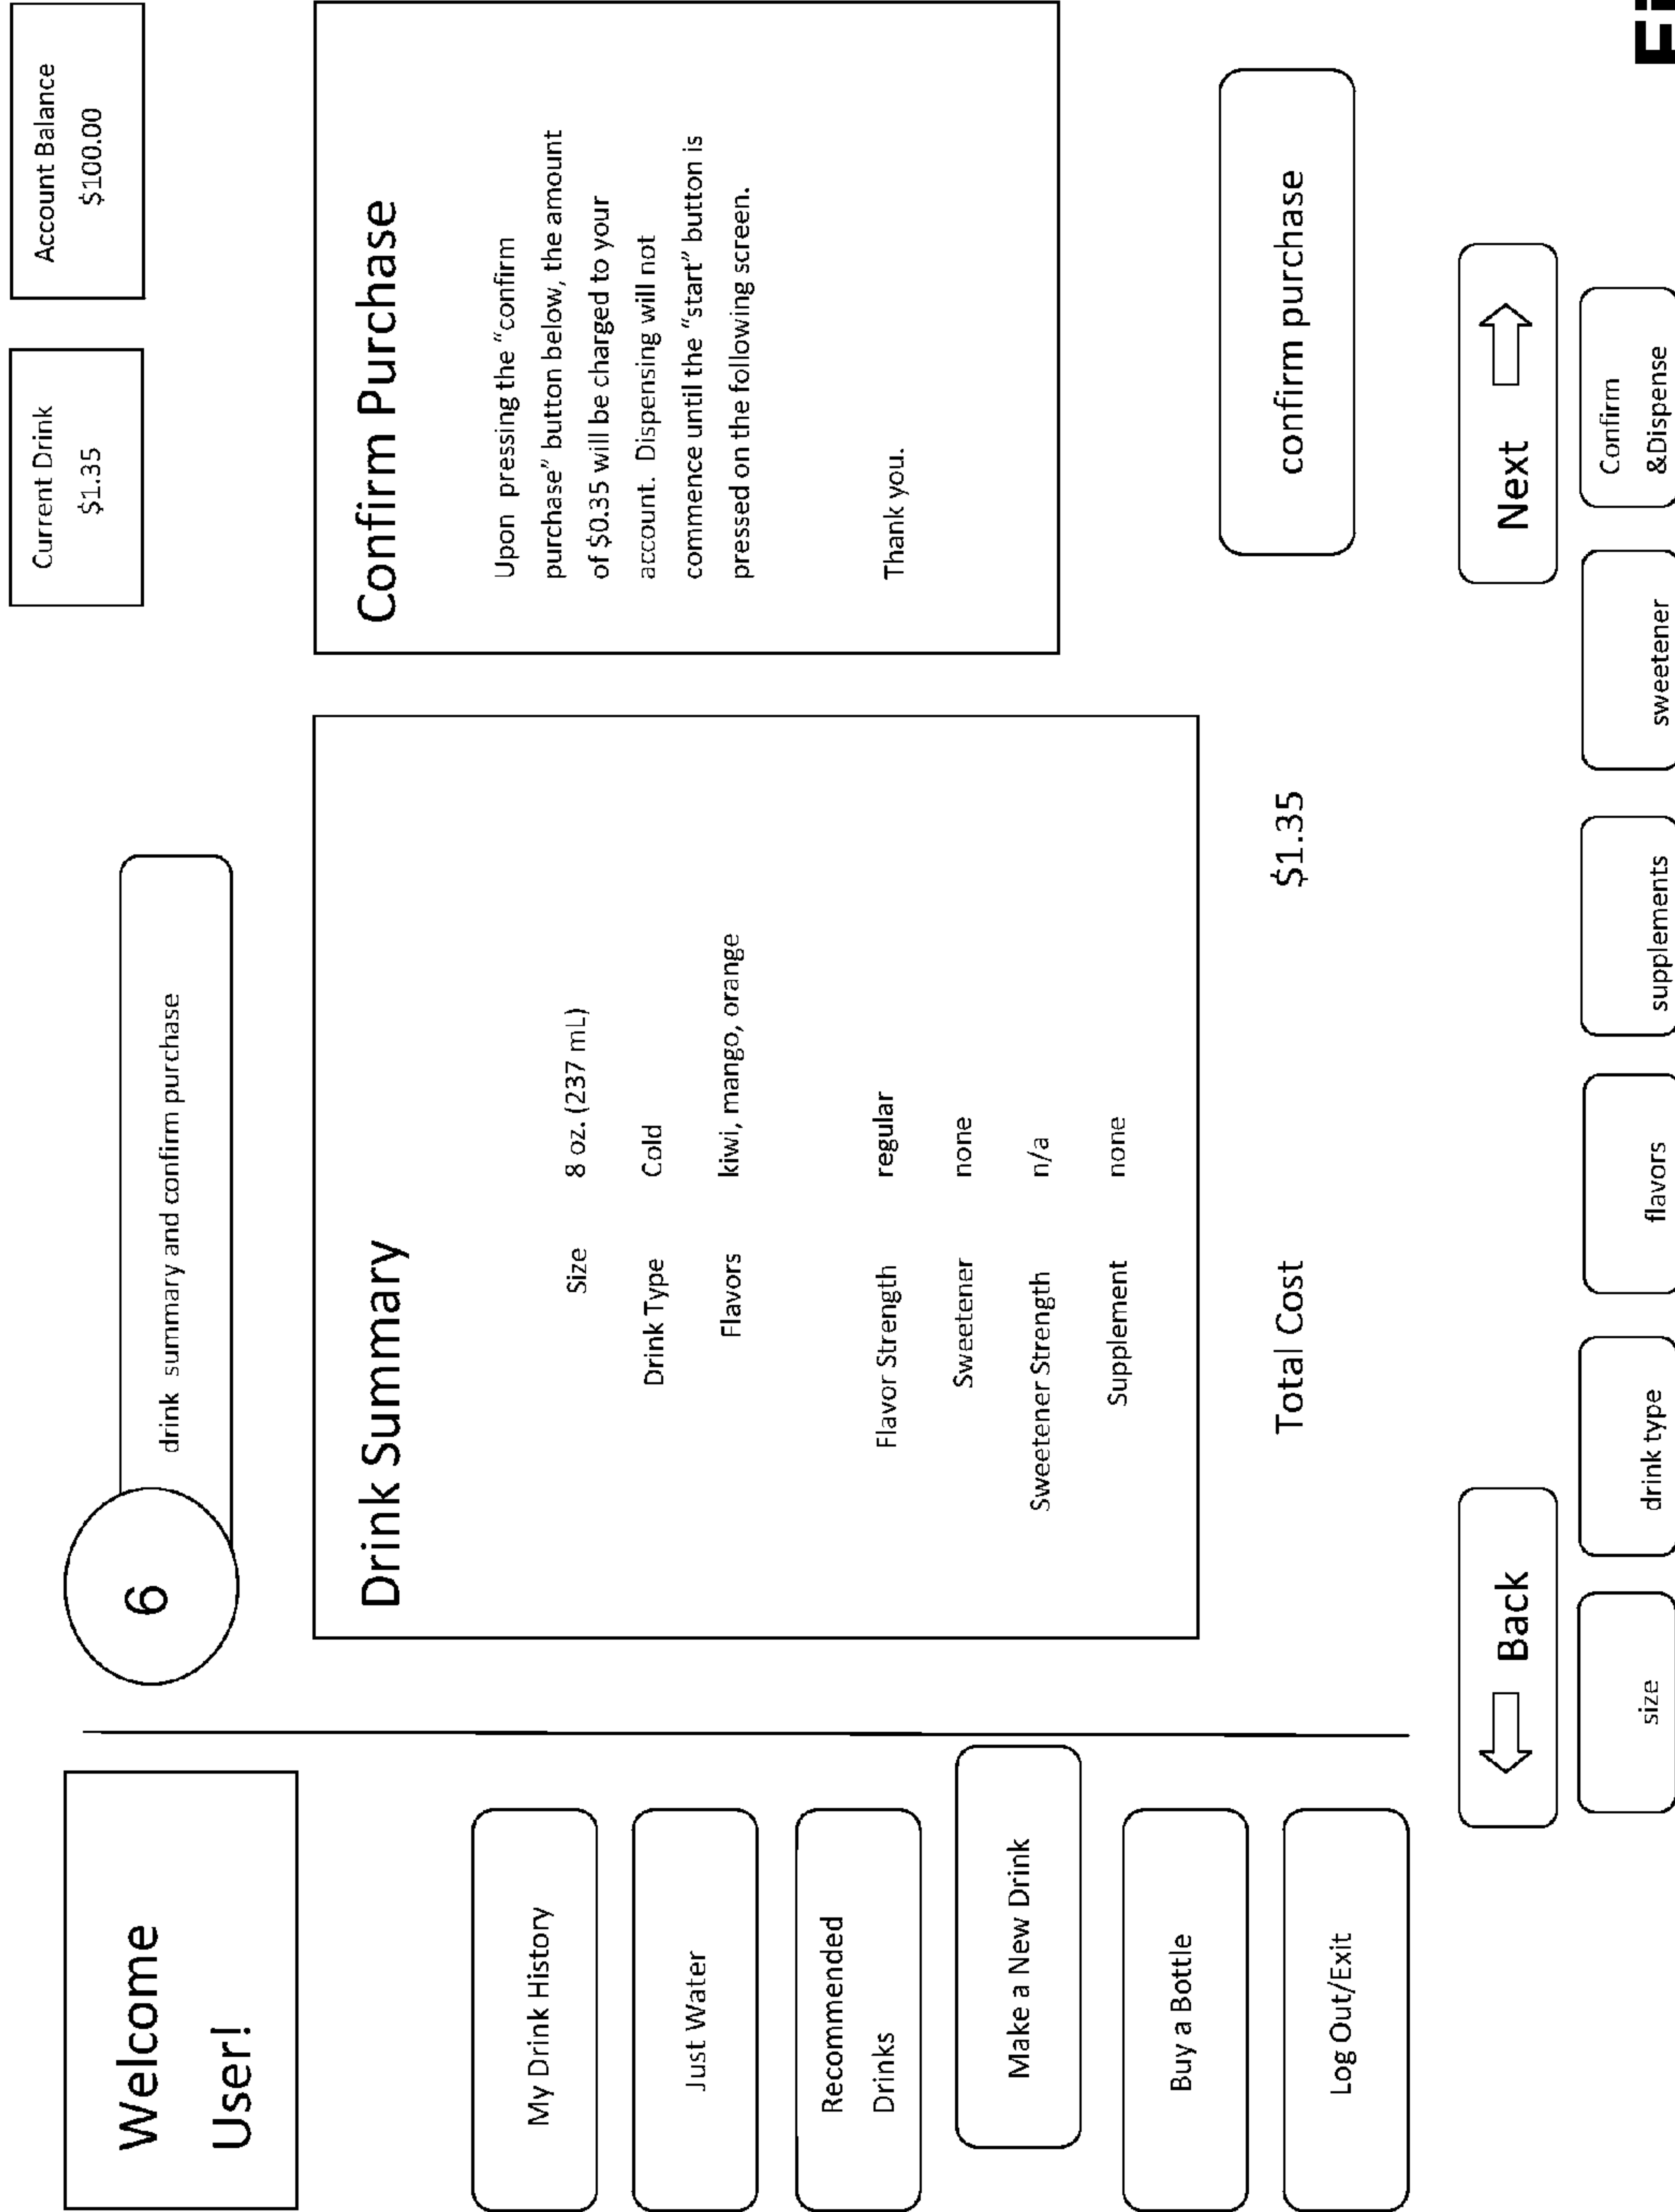 Welcome
User!
6
drink summary and confirm purchase
Current Drink
$1.35
Account Balance
$100.00
My Drink History
Just Water
Recommended
Drinks
Make a New Drink
Buy a Bottle
Log Out/Exit
Drink Summary
Size 8 oz. (237 mL)
Drink Type Cold
Flavors kiwi, mango, orange
Flavor Strength regular
Sweetener none
Sweetener Strength n/a
Supplement none
Total Cost $1.35
Confirm Purchase
Upon pressing the “confirm
purchase” button below, the amount
of $0.35 will be charged to your
account. Dispensing will not
commence until the “start” button is
pressed on the following screen.
Thank you.
confirm purchase
Back
Next
size
drink type
flavors
supplements
sweetener
Confirm
&Dispense